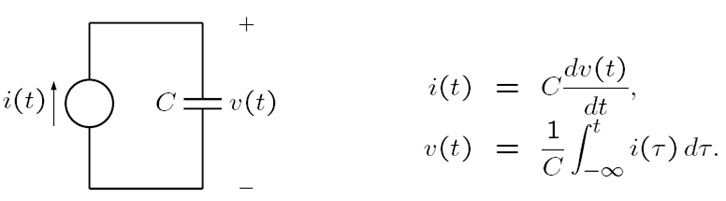 +
i(t)
C
v(t)
−
i(t) = C dv(t)/dt,
v(t) = 1/C ∫_{−∞}^{t} i(τ) dτ.